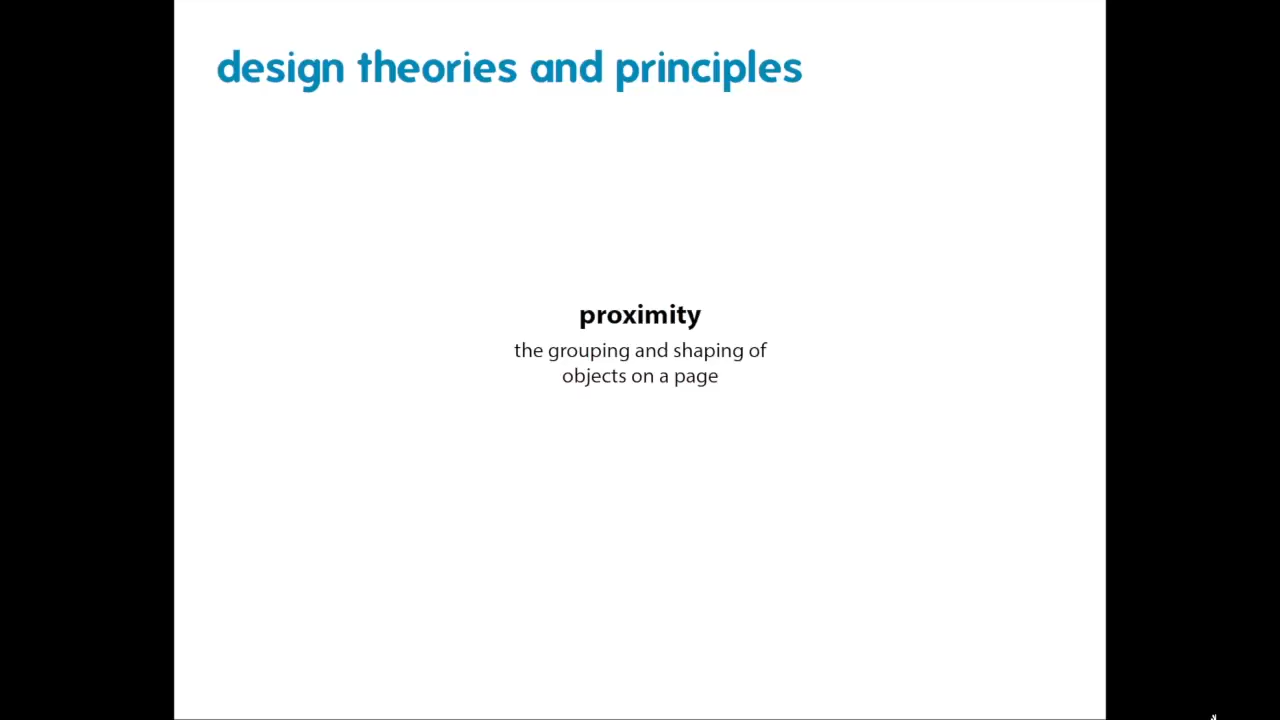 design theories and principles
proximity
the grouping and shaping of
objects on a page